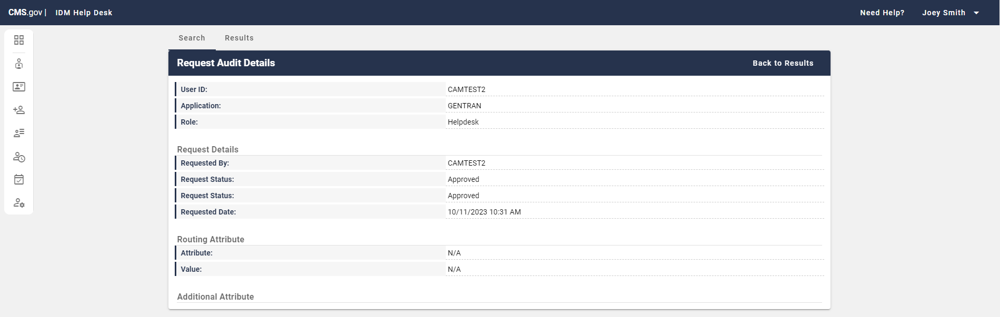 CMS.gov | IDM Help Desk Need Help? Joey Smith
Search Results
Request Audit Details Back to Results
User ID: CAMTEST2
Application: GENTRAN
Role: Helpdesk
Request Details
Requested By: CAMTEST2
Request Status: Approved
Request Status: Approved
Requested Date: 10/11/2023 10:31 AM
Routing Attribute
Attribute: N/A
Value: N/A
Additional Attribute